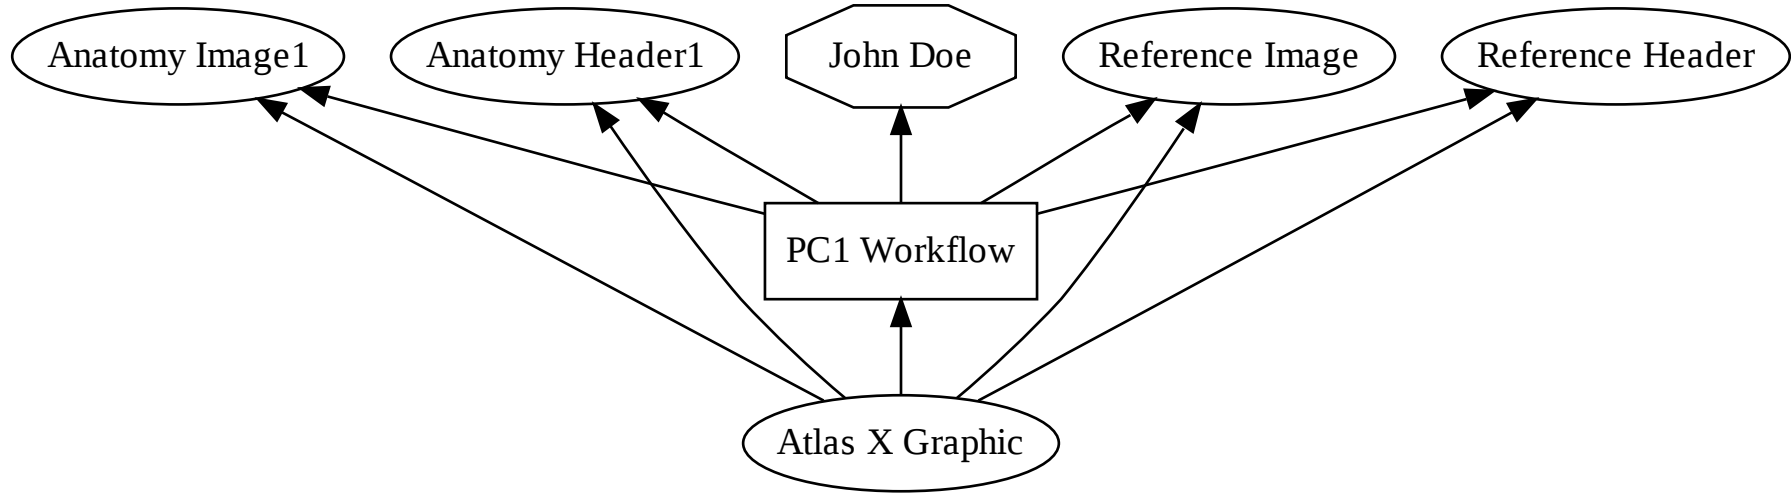 Anatomy Image1
Anatomy Header1
John Doe
Reference Image
Reference Header
PC1 Workflow
Atlas X Graphic